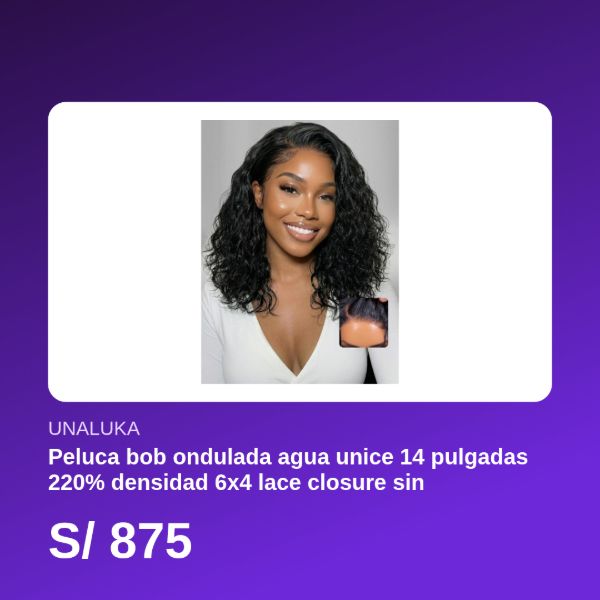 UNALUKA
Peluca bob ondulada agua unice 14 pulgadas
220% densidad 6x4 lace closure sin
S/ 875